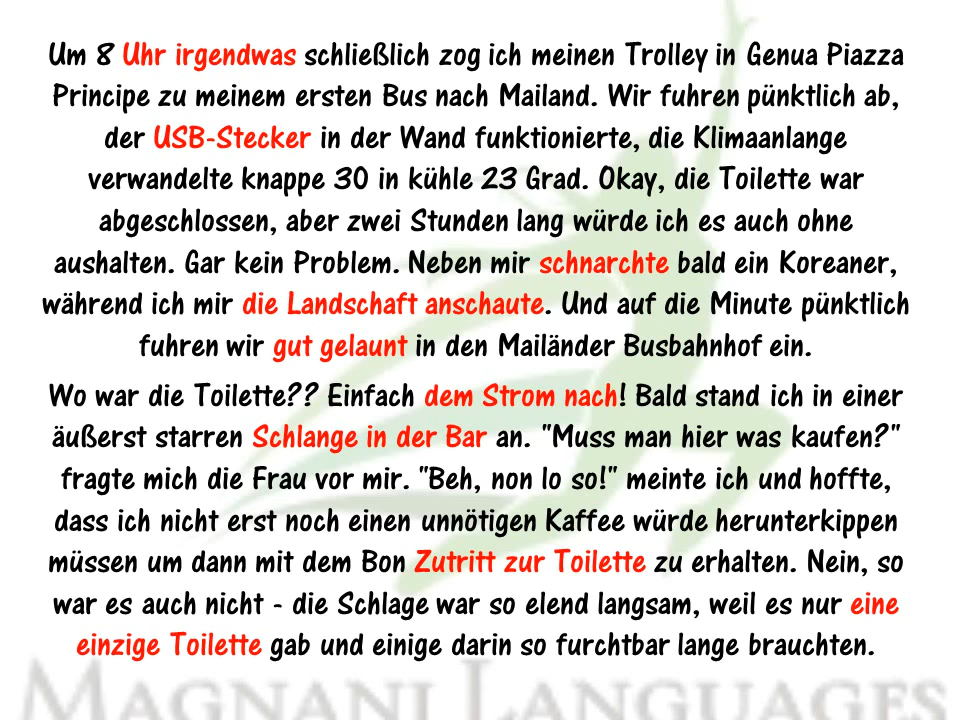 Um 8 Uhr irgendwas schließlich zog ich meinen Trolley in Genua Piazza
Principe zu meinem ersten Bus nach Mailand. Wir fuhren pünktlich ab,
der USB-Stecker in der Wand funktionierte, die Klimaanlange
verwandelte knappe 30 in kühle 23 Grad. Okay, die Toilette war
abgeschlossen, aber zwei Stunden lang würde ich es auch ohne
aushalten. Gar kein Problem. Neben mir schnarchte bald ein Koreaner,
während ich mir die Landschaft anschaute. Und auf die Minute pünktlich
fuhren wir gut gelaunt in den Mailänder Busbahnhof ein.
Wo war die Toilette?? Einfach dem Strom nach! Bald stand ich in einer
äußerst starren Schlange in der Bar an. "Muss man hier was kaufen?"
fragte mich die Frau vor mir. "Beh, non lo so!" meinte ich und hoffte,
dass ich nicht erst noch einen unnötigen Kaffee würde herunterkippen
müssen um dann mit dem Bon Zutritt zur Toilette zu erhalten. Nein, so
war es auch nicht - die Schlage war so elend langsam, weil es nur eine
einzige Toilette gab und einige darin so furchtbar lange brauchten.
MAGNANI LANGUAGES